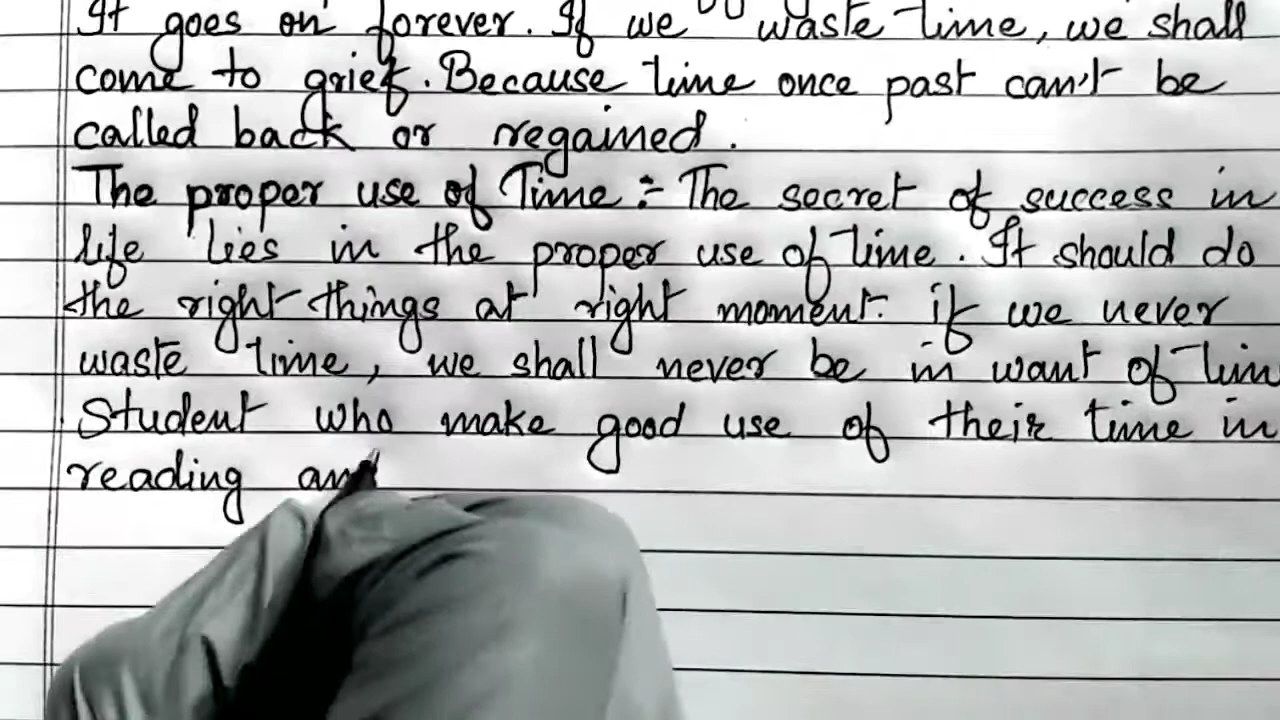 It goes on forever. If we waste time, we shall
come to grief. Because time once past can't be
called back or regained.
The proper use of Time :- The secret of success in
life lies in the proper use of time. It should do
the right things at right moment. if we never
waste time, we shall never be in want of tim
Student who make good use of their time in
reading and